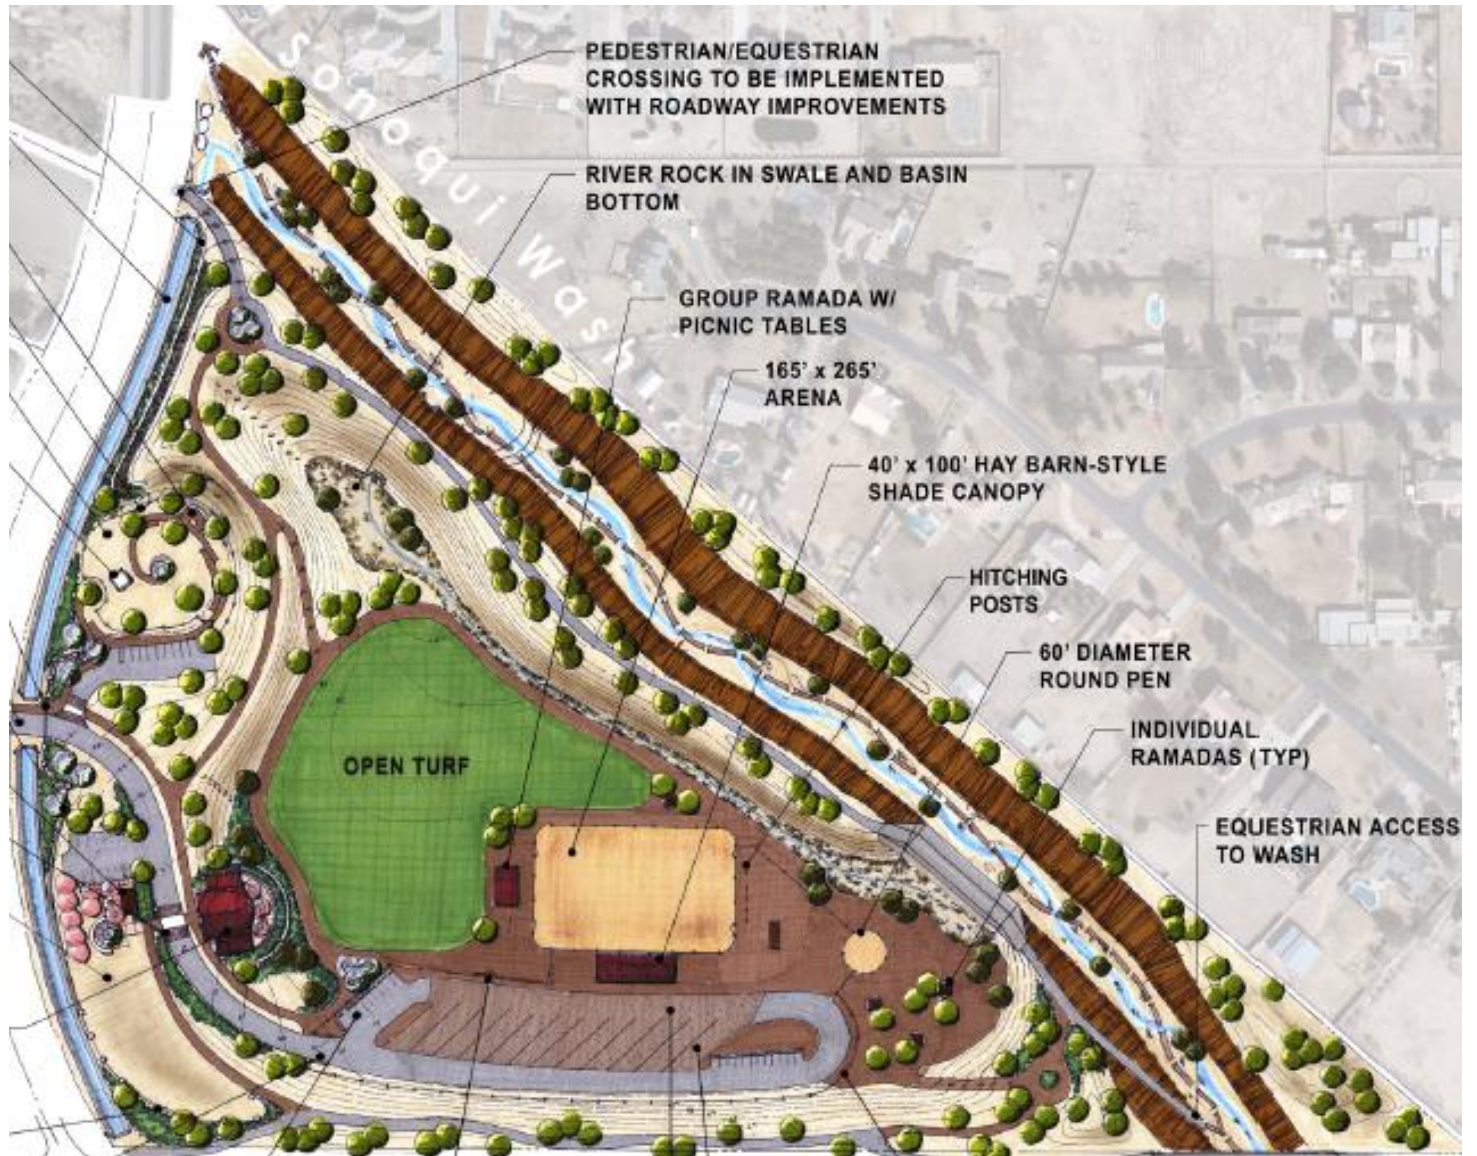 PEDESTRIAN/EQUESTRIAN
CROSSING TO BE IMPLEMENTED
WITH ROADWAY IMPROVEMENTS
Sonoqui Wash
RIVER ROCK IN SWALE AND BASIN
BOTTOM
GROUP RAMADA W/
PICNIC TABLES
165' x 265'
ARENA
40' x 100' HAY BARN-STYLE
SHADE CANOPY
HITCHING
POSTS
60' DIAMETER
ROUND PEN
INDIVIDUAL
RAMADAS (TYP)
OPEN TURF
EQUESTRIAN ACCESS
TO WASH